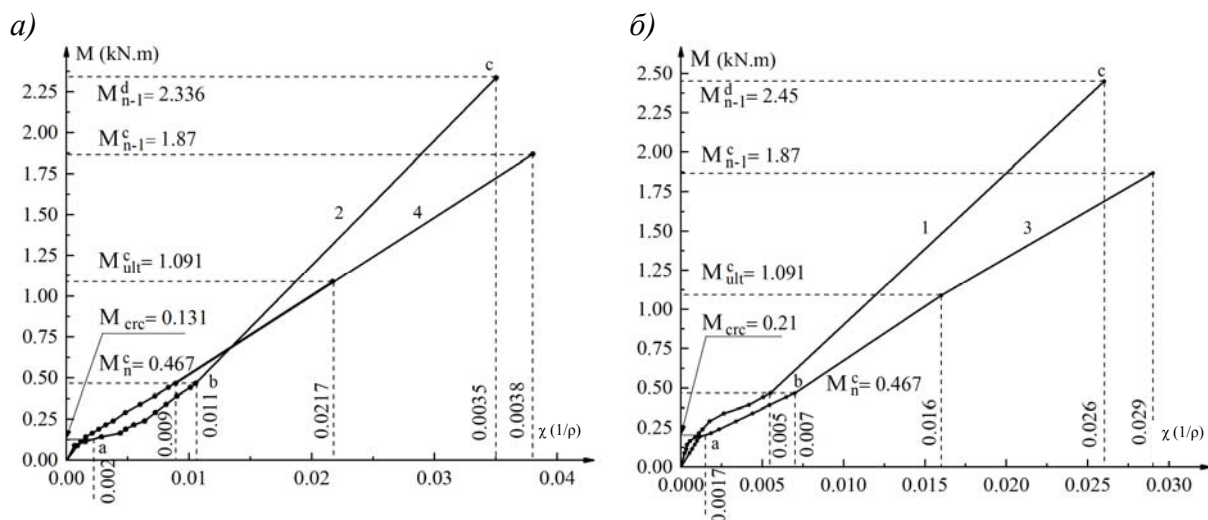 а)
M (kN.m)
2.25
2.00
1.75
1.50
1.25
1.00
0.75
0.50
0.25
0.00
M^d_{n-1} = 2.336
M^c_{n-1} = 1.87
M^c_{ult} = 1.091
M_{crc} = 0.131
M^c_n = 0.467
c
2
4
b
a
0.002
0.009
0.011
0.0217
0.0035
0.0038
χ (1/ρ)
0.00
0.01
0.02
0.03
0.04
б)
M (kN.m)
2.50
2.25
2.00
1.75
1.50
1.25
1.00
0.75
0.50
0.25
0.00
M^d_{n-1} = 2.45
M^c_{n-1} = 1.87
M^c_{ult} = 1.091
M_{crc} = 0.21
M^c_n = 0.467
c
1
3
b
a
0.0017
0.005
0.007
0.016
0.026
0.029
χ (1/ρ)
0.000
0.005
0.010
0.015
0.020
0.025
0.030